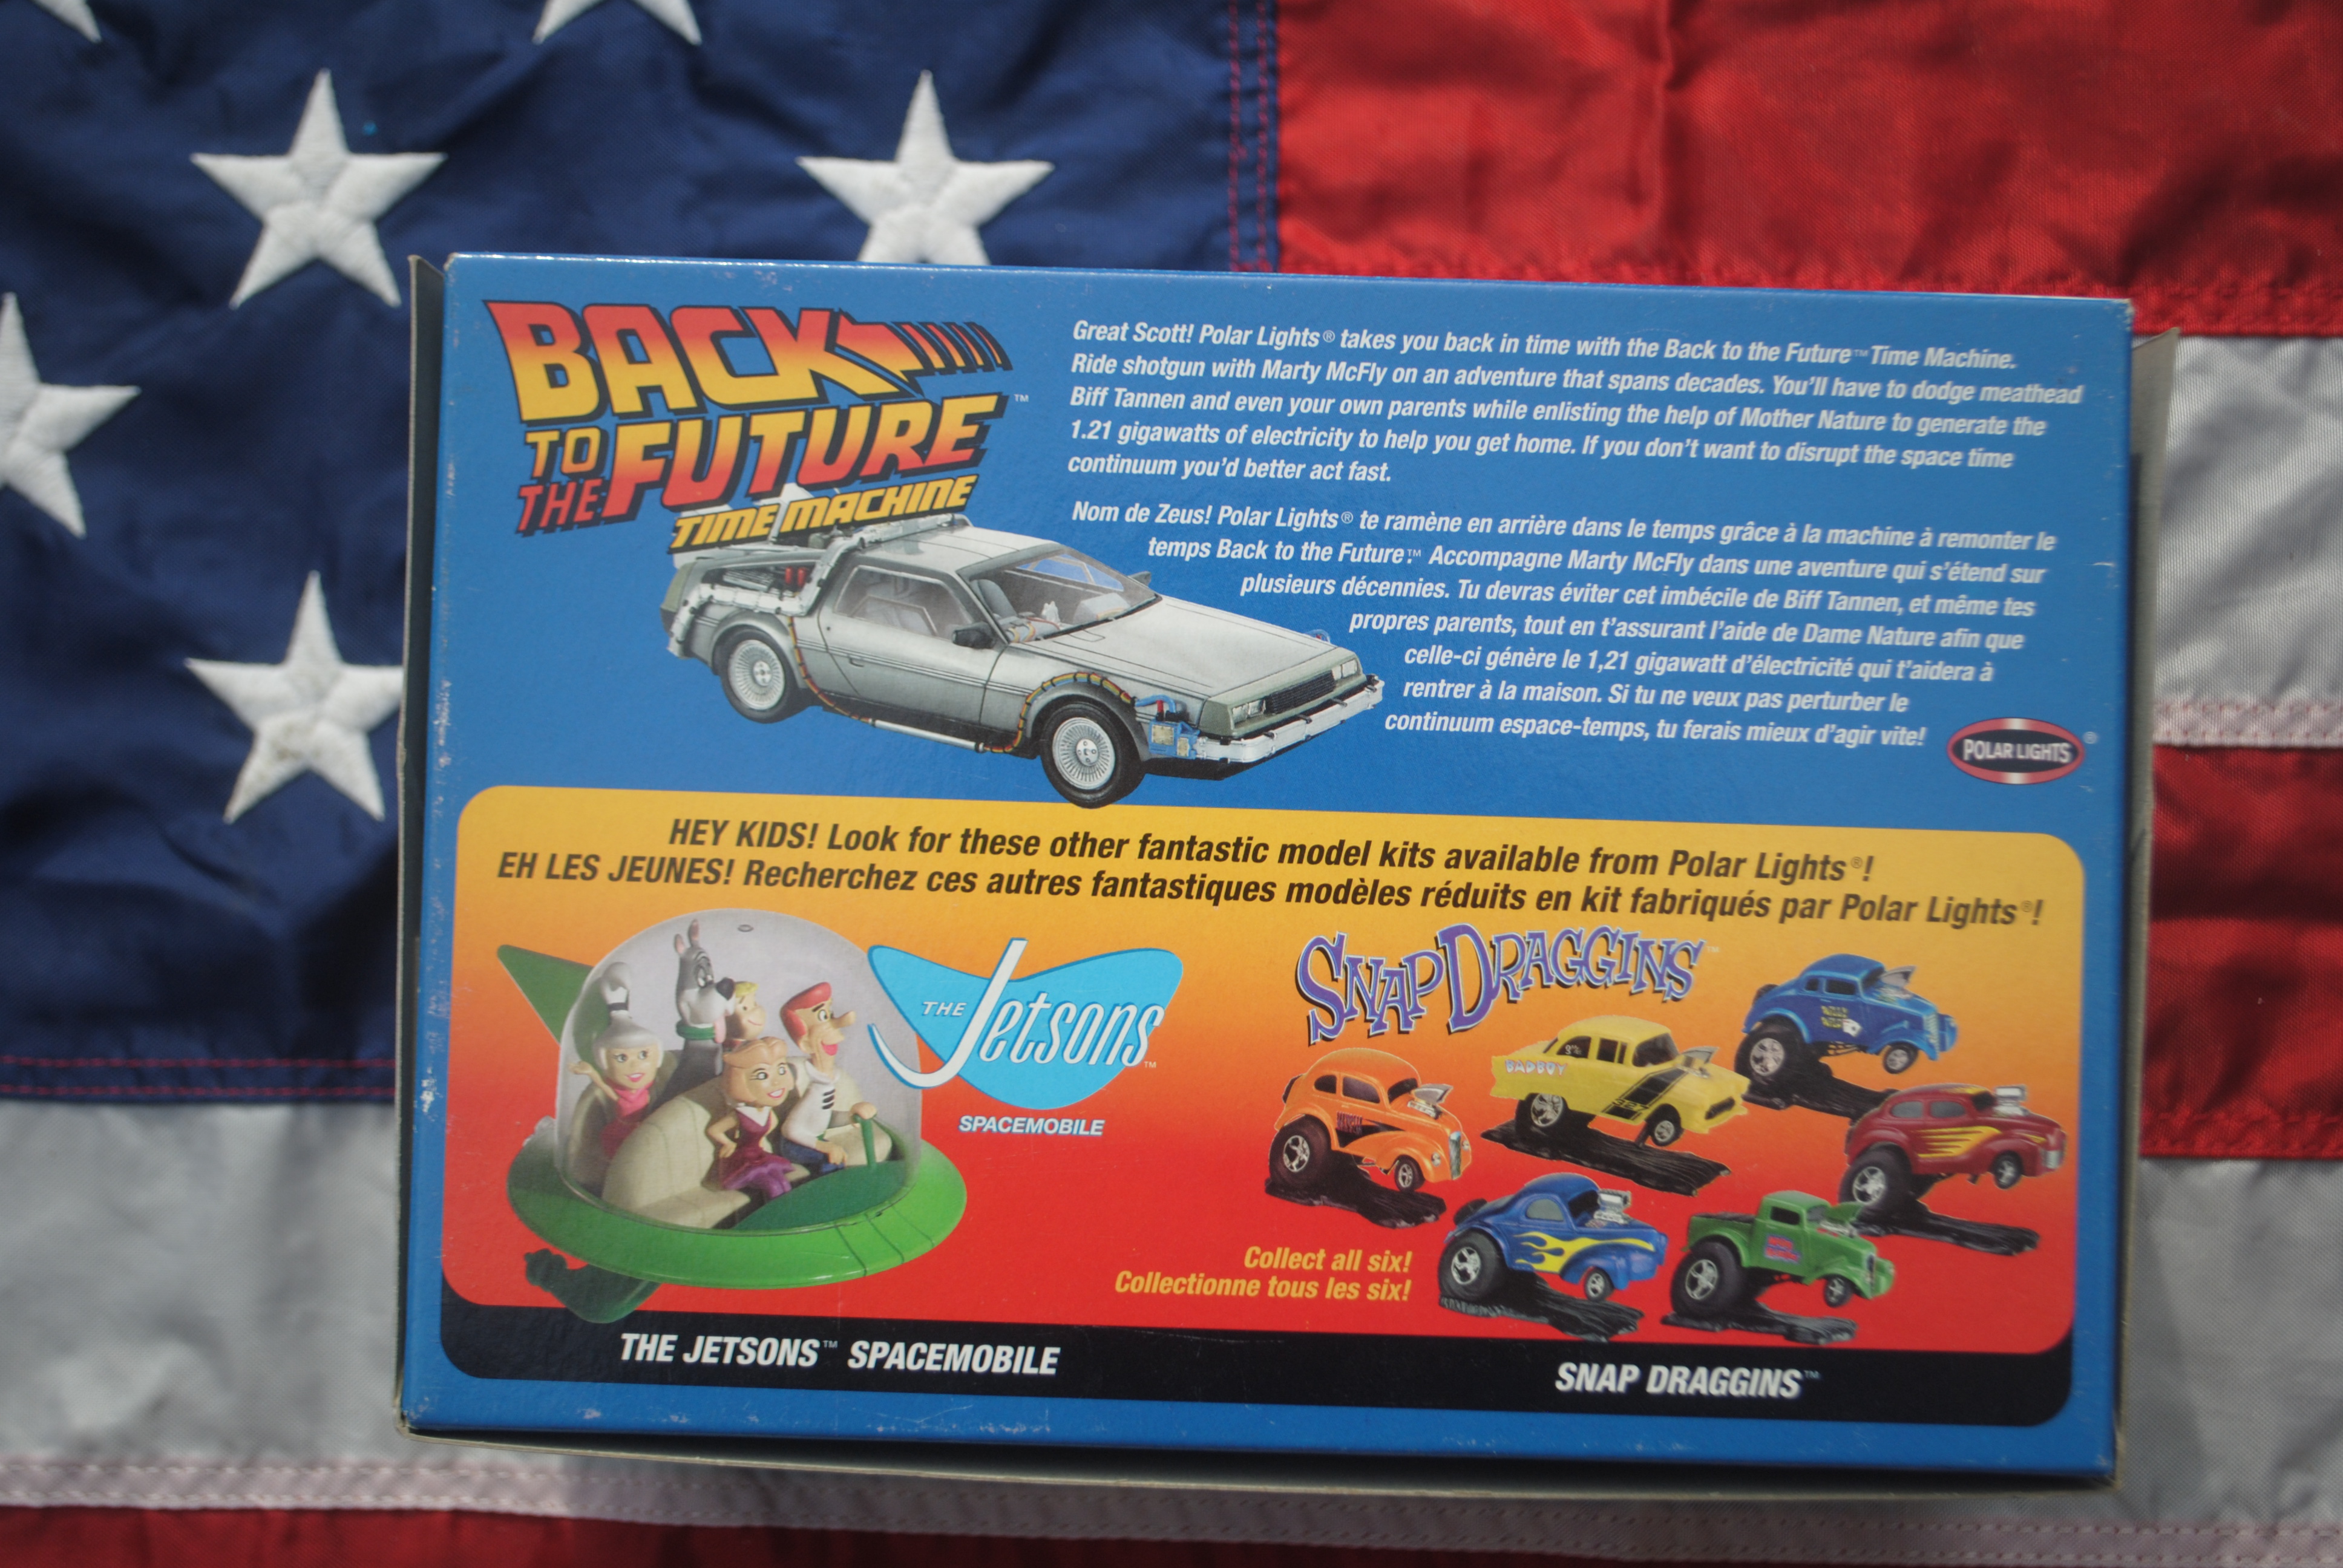 BACK
TO THE FUTURE™
TIME MACHINE
Great Scott! Polar Lights® takes you back in time with the Back to the Future™ Time Machine.
Ride shotgun with Marty McFly on an adventure that spans decades. You'll have to dodge meathead
Biff Tannen and even your own parents while enlisting the help of Mother Nature to generate the
1.21 gigawatts of electricity to help you get home. If you don't want to disrupt the space time
continuum you'd better act fast.
Nom de Zeus! Polar Lights® te ramène en arrière dans le temps grâce à la machine à remonter le
temps Back to the Future™. Accompagne Marty McFly dans une aventure qui s'étend sur
plusieurs décennies. Tu devras éviter cet imbécile de Biff Tannen, et même tes
propres parents, tout en t'assurant l'aide de Dame Nature afin que
celle-ci génère le 1,21 gigawatt d'électricité qui t'aidera à
rentrer à la maison. Si tu ne veux pas perturber le
continuum espace-temps, tu ferais mieux d'agir vite!
POLAR LIGHTS®
HEY KIDS! Look for these other fantastic model kits available from Polar Lights®!
EH LES JEUNES! Recherchez ces autres fantastiques modèles réduits en kit fabriqués par Polar Lights®!
THE Jetsons™
SPACEMOBILE
SNAPDRAGGINS™
BAD BOY
Collect all six!
Collectionne tous les six!
THE JETSONS™ SPACEMOBILE
SNAP DRAGGINS™